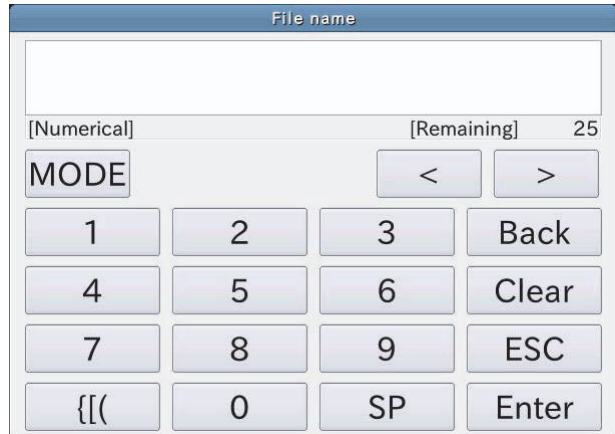 File name
[Numerical] [Remaining] 25
MODE < >
1 2 3 Back
4 5 6 Clear
7 8 9 ESC
{[( 0 SP Enter